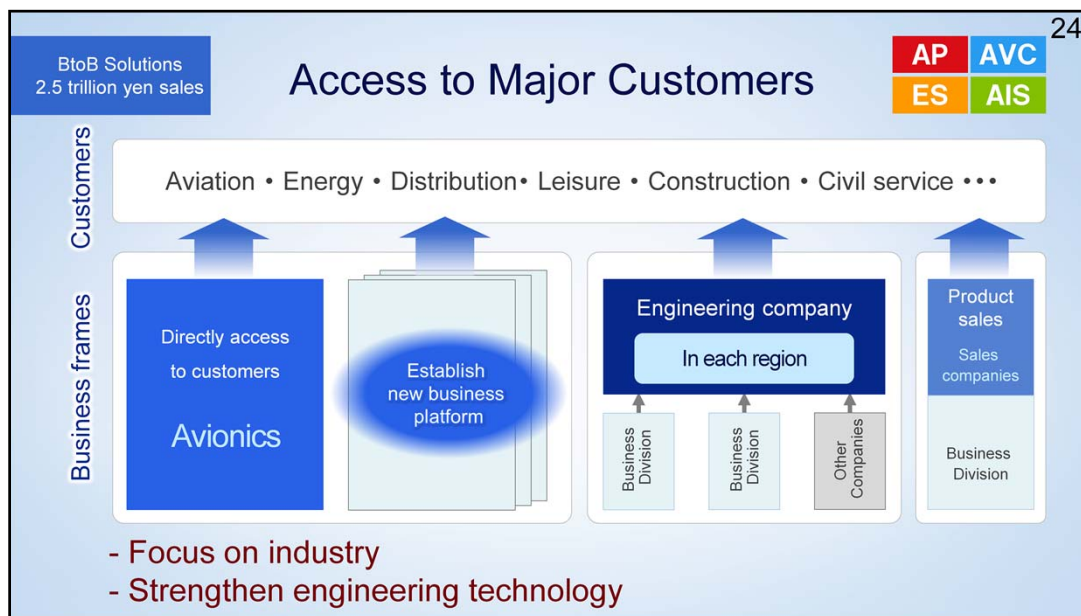 24
BtoB Solutions
2.5 trillion yen sales
Access to Major Customers
AP AVC
ES AIS
Customers
Aviation・Energy・Distribution・Leisure・Construction・Civil service・・・
Business frames
Directly access
to customers
Avionics
Establish
new business
platform
Engineering company
In each region
Business
Division
Business
Division
Other
Companies
Product
sales
Sales
companies
Business
Division
- Focus on industry
- Strengthen engineering technology